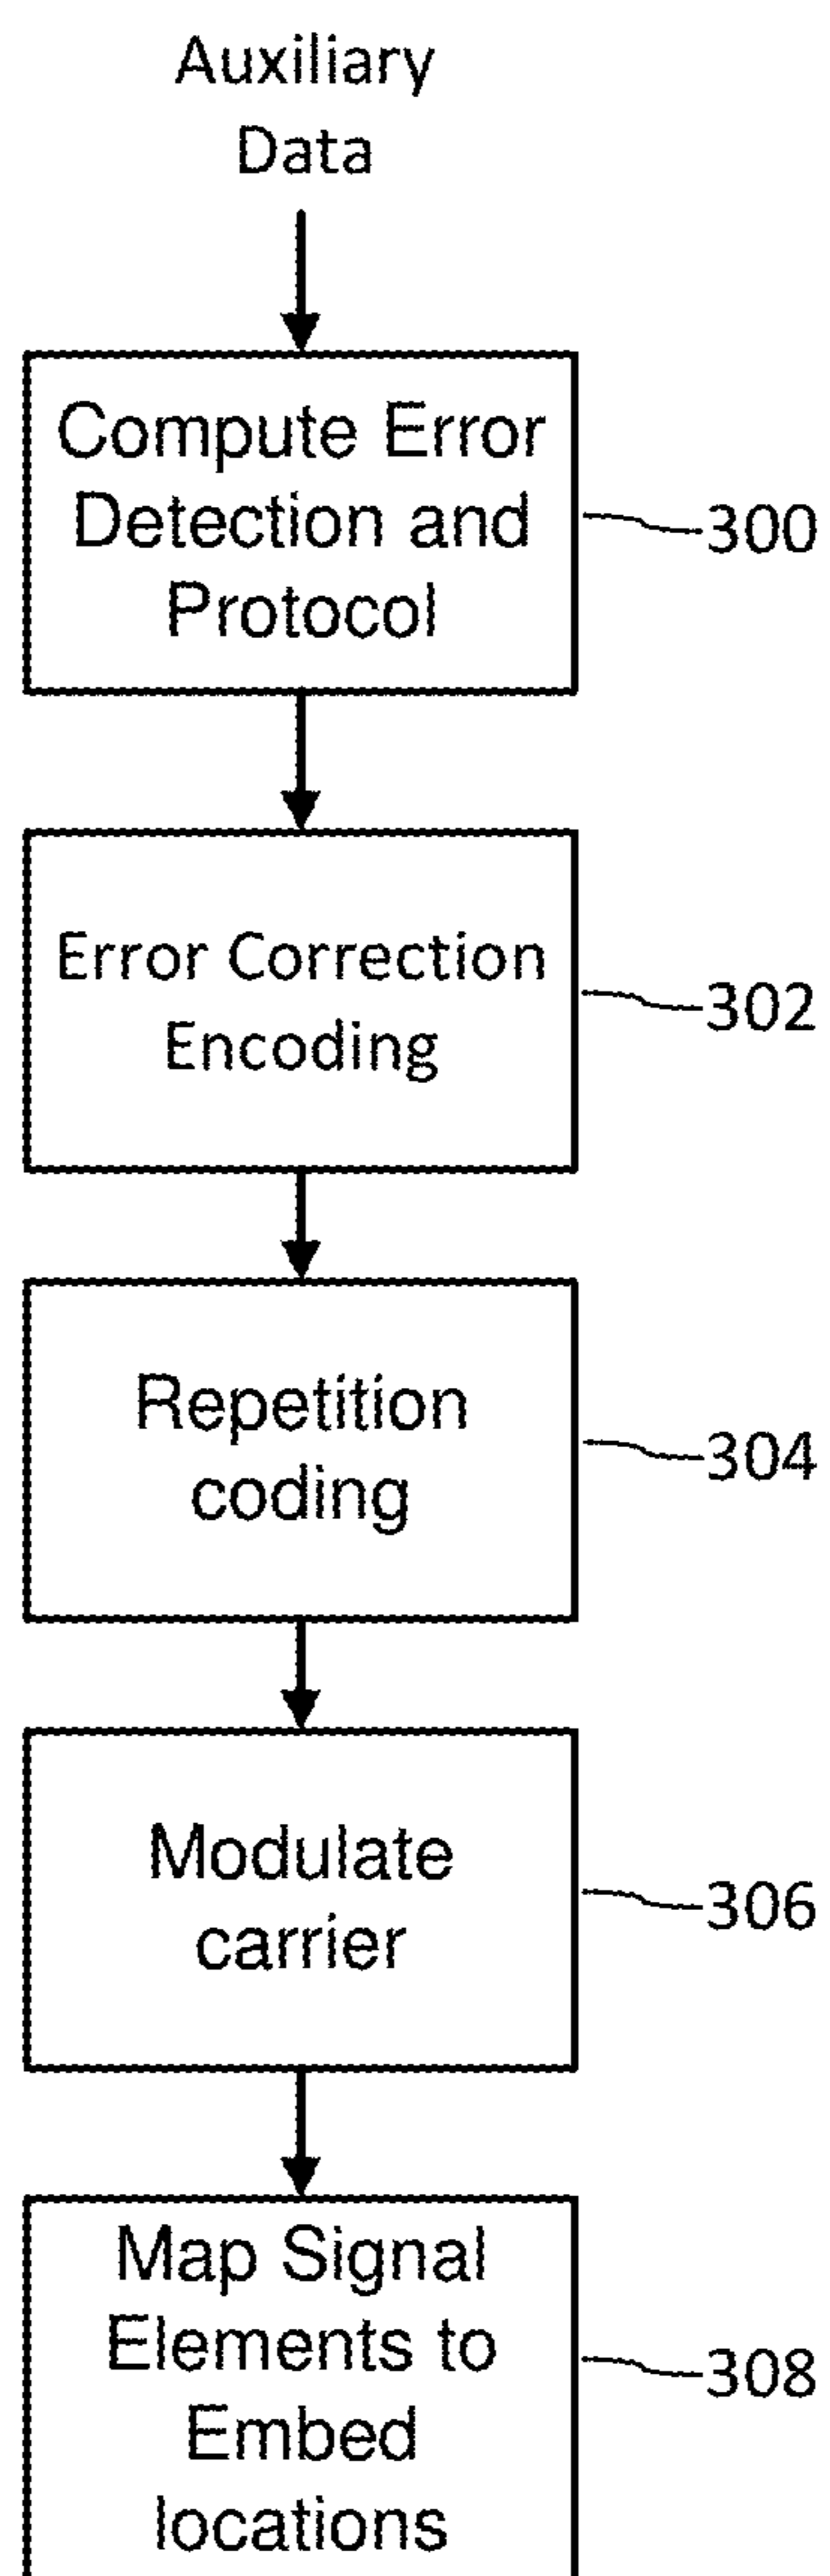 Auxiliary
Data
Compute Error
Detection and
Protocol
300
Error Correction
Encoding
302
Repetition
coding
304
Modulate
carrier
306
Map Signal
Elements to
Embed
locations
308